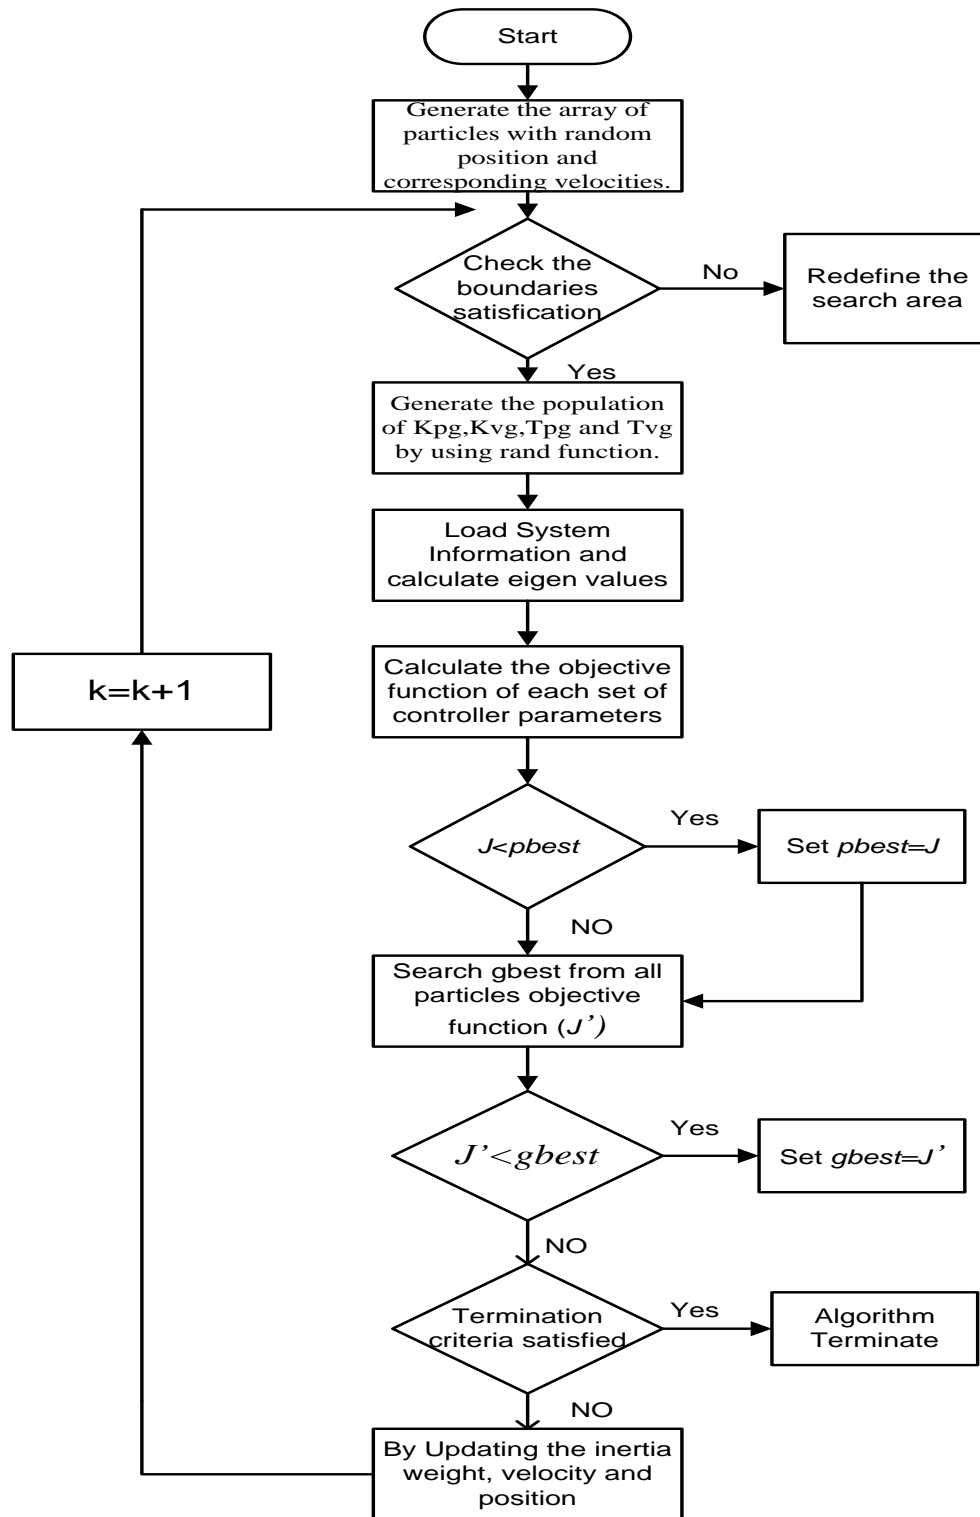 Start
Generate the array of
particles with random
position and
corresponding velocities.
Check the
boundaries
satisfication
No
Redefine the
search area
Yes
Generate the population
of Kpg,Kvg,Tpg and Tvg
by using rand function.
Load System
Information and
calculate eigen values
k=k+1
Calculate the objective
function of each set of
controller parameters
J<pbest
Yes
Set pbest=J
NO
Search gbest from all
particles objective
function (J’)
J’<gbest
Yes
Set gbest=J’
NO
Termination
criteria satisfied
Yes
Algorithm
Terminate
NO
By Updating the inertia
weight, velocity and
position